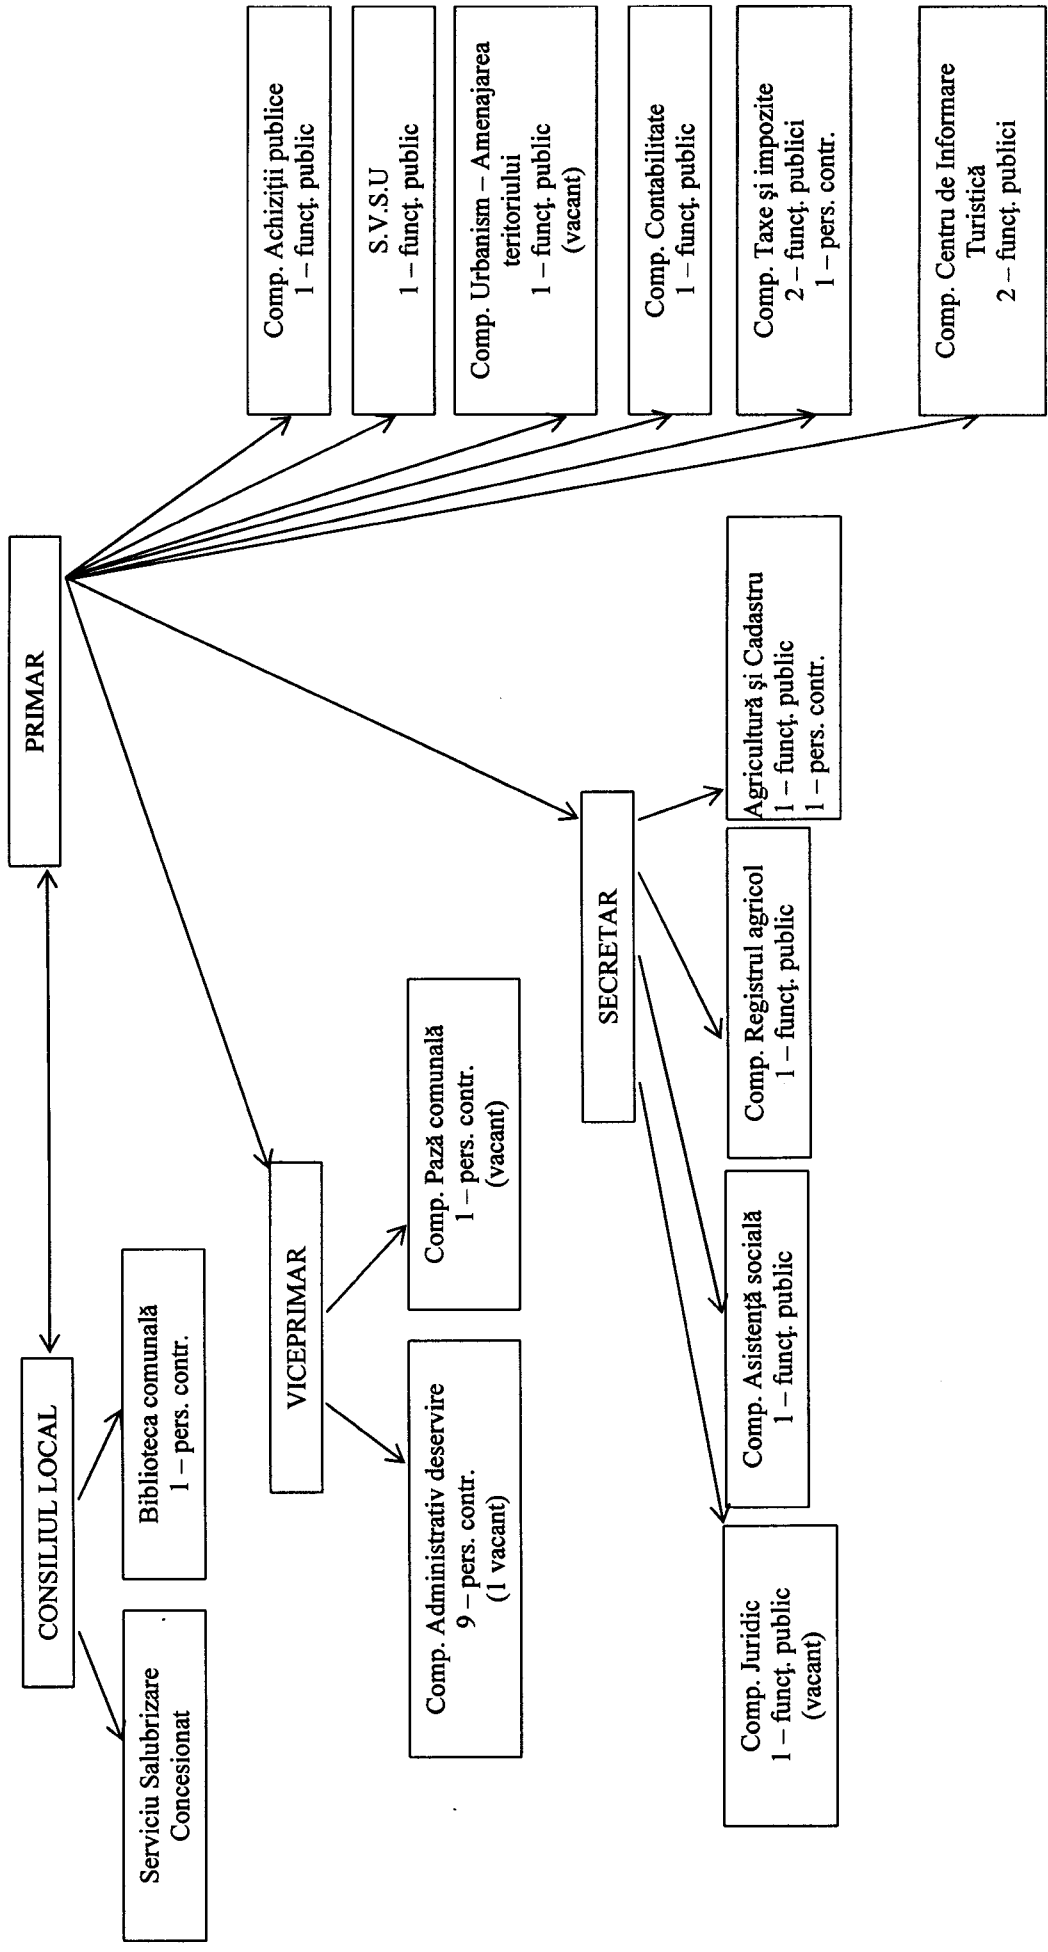 PRIMAR
CONSILIUL LOCAL
Serviciu Salubrizare
Concesionat
Biblioteca comunală
1 – pers. contr.
VICEPRIMAR
Comp. Administrativ deservire
9 – pers. contr.
(1 vacant)
Comp. Pază comunală
1 – pers. contr.
(vacant)
SECRETAR
Comp. Juridic
1 – funcţ. public
(vacant)
Comp. Asistenţă socială
1 – funcţ. public
Comp. Registrul agricol
1 – funcţ. public
Agricultură şi Cadastru
1 – funcţ. public
1 – pers. contr.
Comp. Achiziţii publice
1 – funcţ. public
S.V.S.U
1 – funcţ. public
Comp. Urbanism – Amenajarea
teritoriului
1 – funcţ. public
(vacant)
Comp. Contabilitate
1 – funcţ. public
Comp. Taxe şi impozite
2 – funcţ. publici
1 – pers. contr.
Comp. Centru de Informare
Turistică
2 – funcţ. publici